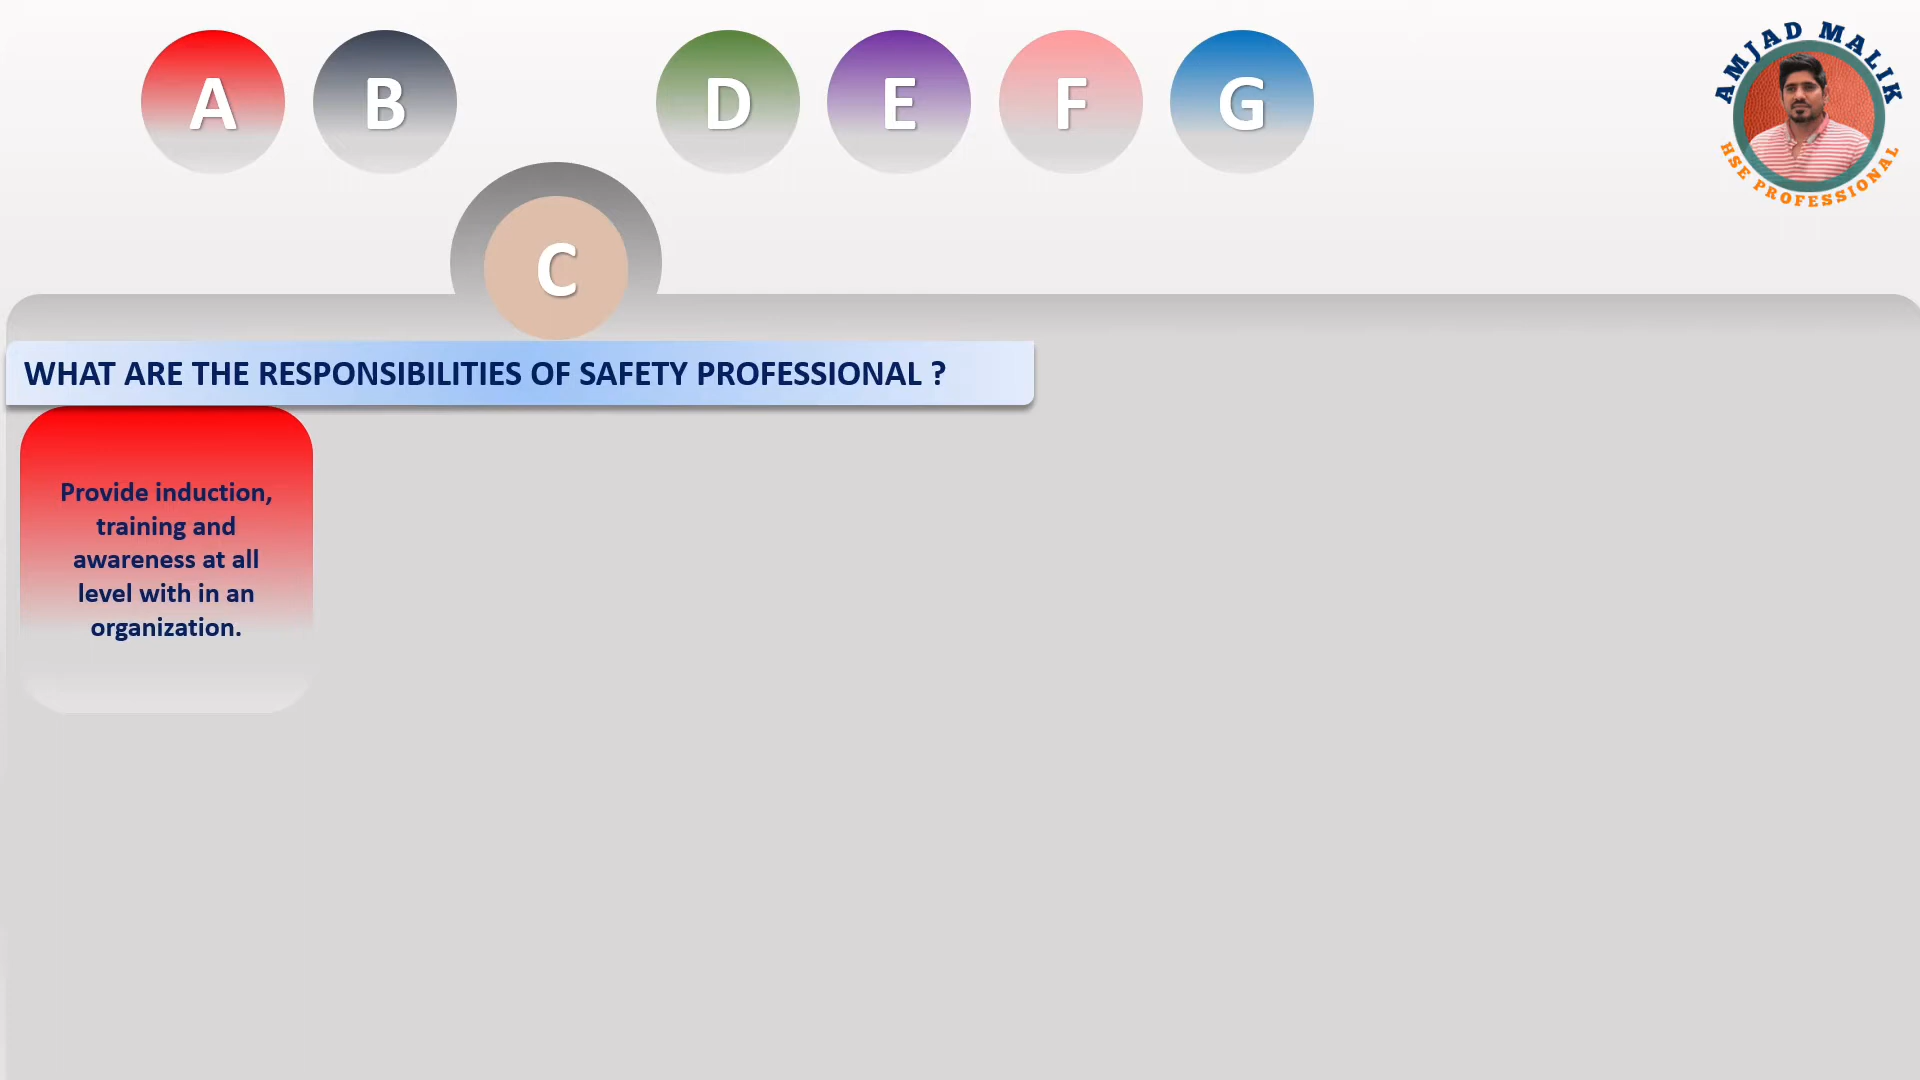 A
B
D
E
F
G
AMJAD MALIK
HSE PROFESSIONAL
C
WHAT ARE THE RESPONSIBILITIES OF SAFETY PROFESSIONAL ?
Provide induction,
training and
awareness at all
level with in an
organization.